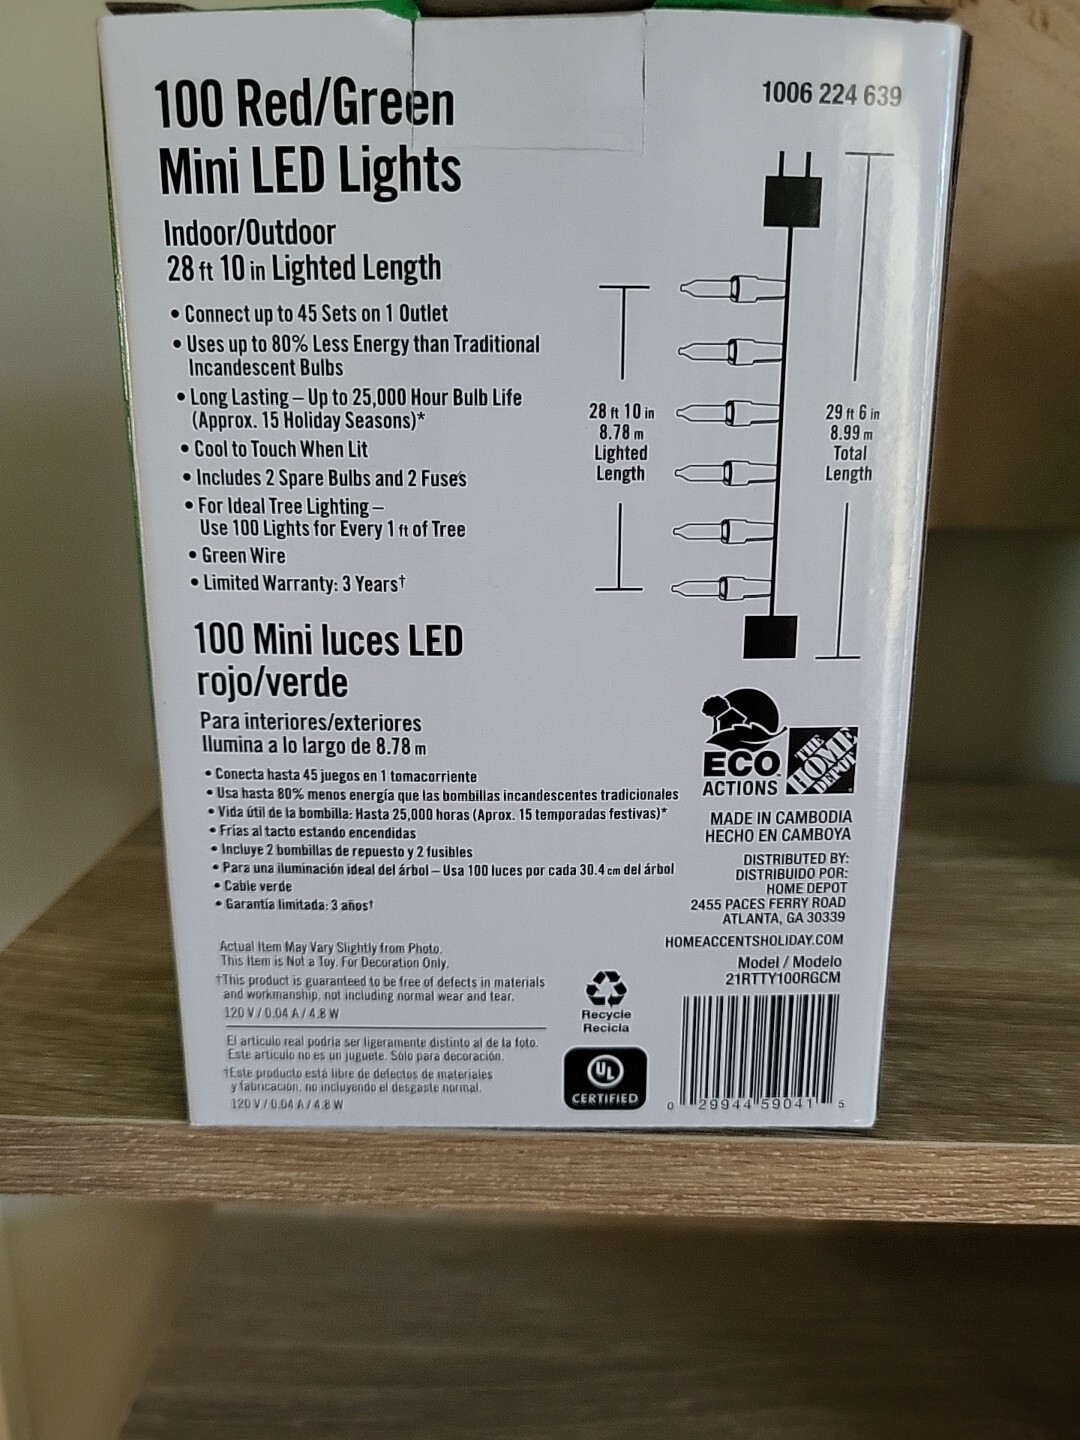 100 Red/Green
Mini LED Lights
Indoor/Outdoor
28 ft 10 in Lighted Length
• Connect up to 45 Sets on 1 Outlet
• Uses up to 80% Less Energy than Traditional
Incandescent Bulbs
• Long Lasting – Up to 25,000 Hour Bulb Life
(Approx. 15 Holiday Seasons)*
• Cool to Touch When Lit
• Includes 2 Spare Bulbs and 2 Fuses
• For Ideal Tree Lighting –
Use 100 Lights for Every 1 ft of Tree
• Green Wire
• Limited Warranty: 3 Years†
1006 224 639
28 ft 10 in
8.78 m
Lighted
Length
29 ft 6 in
8.99 m
Total
Length
100 Mini luces LED
rojo/verde
Para interiores/exteriores
Ilumina a lo largo de 8.78 m
• Conecta hasta 45 juegos en 1 tomacorriente
• Usa hasta 80% menos energía que las bombillas incandescentes tradicionales
• Vida útil de la bombilla: Hasta 25,000 horas (Aprox. 15 temporadas festivas)*
• Frías al tacto estando encendidas
• Incluye 2 bombillas de repuesto y 2 fusibles
• Para una iluminación ideal del árbol – Usa 100 luces por cada 30.4 cm del árbol
• Cable verde
• Garantía limitada: 3 años†
Actual Item May Vary Slightly from Photo.
This Item is Not a Toy. For Decoration Only.
†This product is guaranteed to be free of defects in materials
and workmanship, not including normal wear and tear.
120 V / 0.04 A / 4.8 W
El artículo real podría ser ligeramente distinto al de la foto.
Este artículo no es un juguete. Sólo para decoración.
†Este producto está libre de defectos de materiales
y fabricación, no incluyendo el desgaste normal.
120 V / 0.04 A / 4.8 W
ECO
ACTIONS
THE
HOME
DEPOT
MADE IN CAMBODIA
HECHO EN CAMBOYA
DISTRIBUTED BY:
DISTRIBUIDO POR:
HOME DEPOT
2455 PACES FERRY ROAD
ATLANTA, GA 30339
HOMEACCENTSHOLIDAY.COM
Model / Modelo
21RTTY100RGCM
Recycle
Recicla
UL
CERTIFIED
0 29944 59041 5